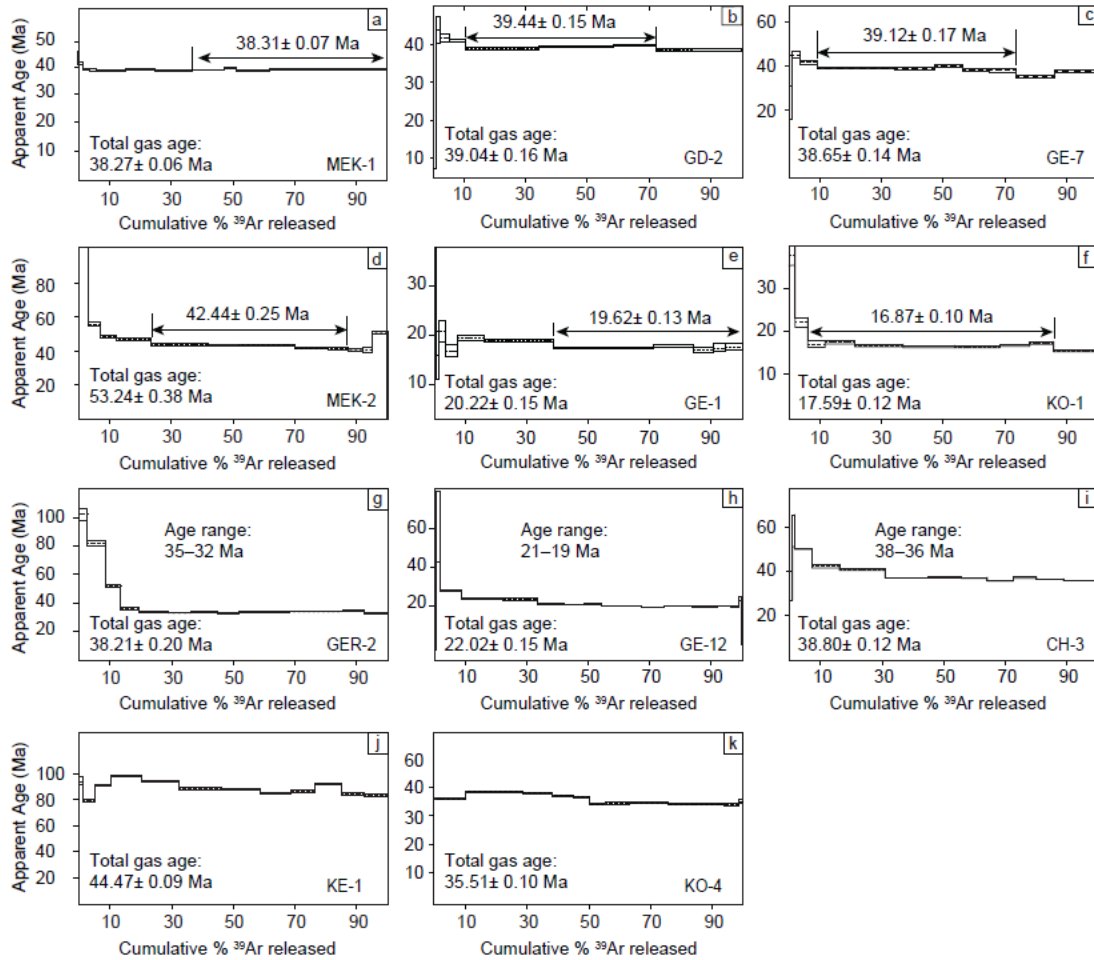 a
Apparent Age (Ma)
50
40
30
20
10
38.31± 0.07 Ma
Total gas age:
38.27± 0.06 Ma
MEK-1
10 30 50 70 90
Cumulative % ³⁹Ar released
b
40
30
20
10
39.44± 0.15 Ma
Total gas age:
39.04± 0.16 Ma
GD-2
10 30 50 70 90
Cumulative % ³⁹Ar released
c
60
40
20
39.12± 0.17 Ma
Total gas age:
38.65± 0.14 Ma
GE-7
10 30 50 70 90
Cumulative % ³⁹Ar released
d
Apparent Age (Ma)
80
60
40
20
42.44± 0.25 Ma
Total gas age:
53.24± 0.38 Ma
MEK-2
10 30 50 70 90
Cumulative % ³⁹Ar released
e
30
20
10
19.62± 0.13 Ma
Total gas age:
20.22± 0.15 Ma
GE-1
10 30 50 70 90
Cumulative % ³⁹Ar released
f
30
20
10
16.87± 0.10 Ma
Total gas age:
17.59± 0.12 Ma
KO-1
10 30 50 70 90
Cumulative % ³⁹Ar released
g
Apparent Age (Ma)
100
80
60
40
20
Age range:
35–32 Ma
Total gas age:
38.21± 0.20 Ma
GER-2
10 30 50 70 90
Cumulative % ³⁹Ar released
h
60
40
20
Age range:
21–19 Ma
Total gas age:
22.02± 0.15 Ma
GE-12
10 30 50 70 90
Cumulative % ³⁹Ar released
i
60
40
20
Age range:
38–36 Ma
Total gas age:
38.80± 0.12 Ma
CH-3
10 30 50 70 90
Cumulative % ³⁹Ar released
j
Apparent Age (Ma)
100
80
60
40
20
Total gas age:
44.47± 0.09 Ma
KE-1
10 30 50 70 90
Cumulative % ³⁹Ar released
k
60
40
30
20
10
Total gas age:
35.51± 0.10 Ma
KO-4
10 30 50 70 90
Cumulative % ³⁹Ar released